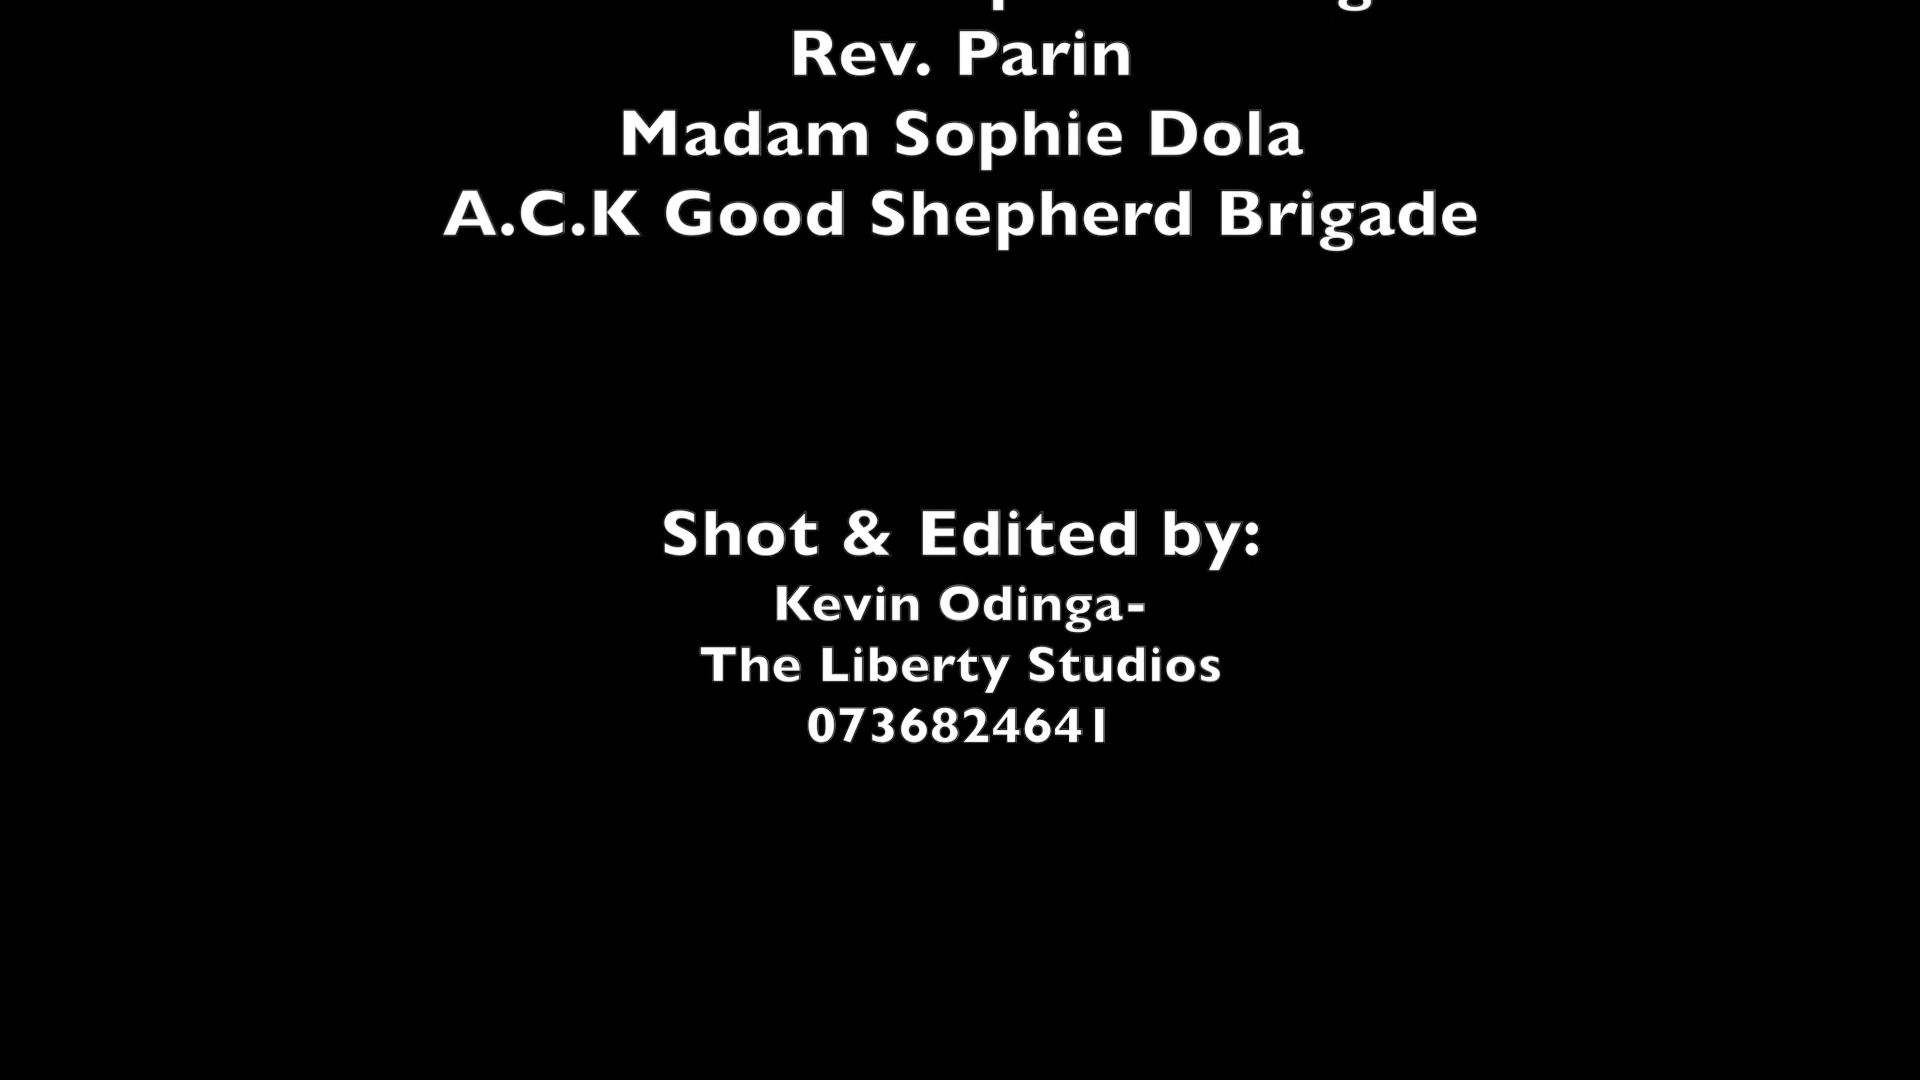 Rev. Parin
Madam Sophie Dola
A.C.K Good Shepherd Brigade
Shot & Edited by:
Kevin Odinga-
The Liberty Studios
0736824641